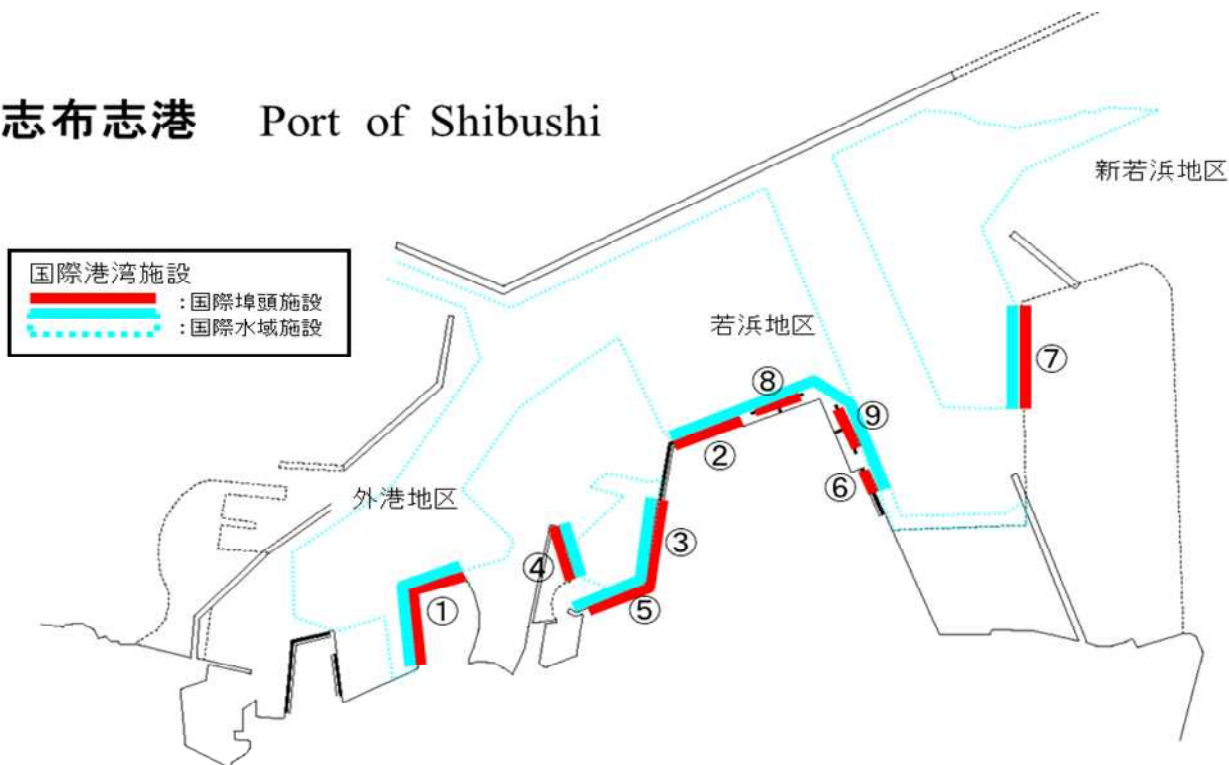 志布志港 Port of Shibushi
新若浜地区
国際港湾施設
：国際埠頭施設
：国際水域施設
若浜地区
⑦
⑧
⑨
②
⑥
外港地区
③
④
①
⑤